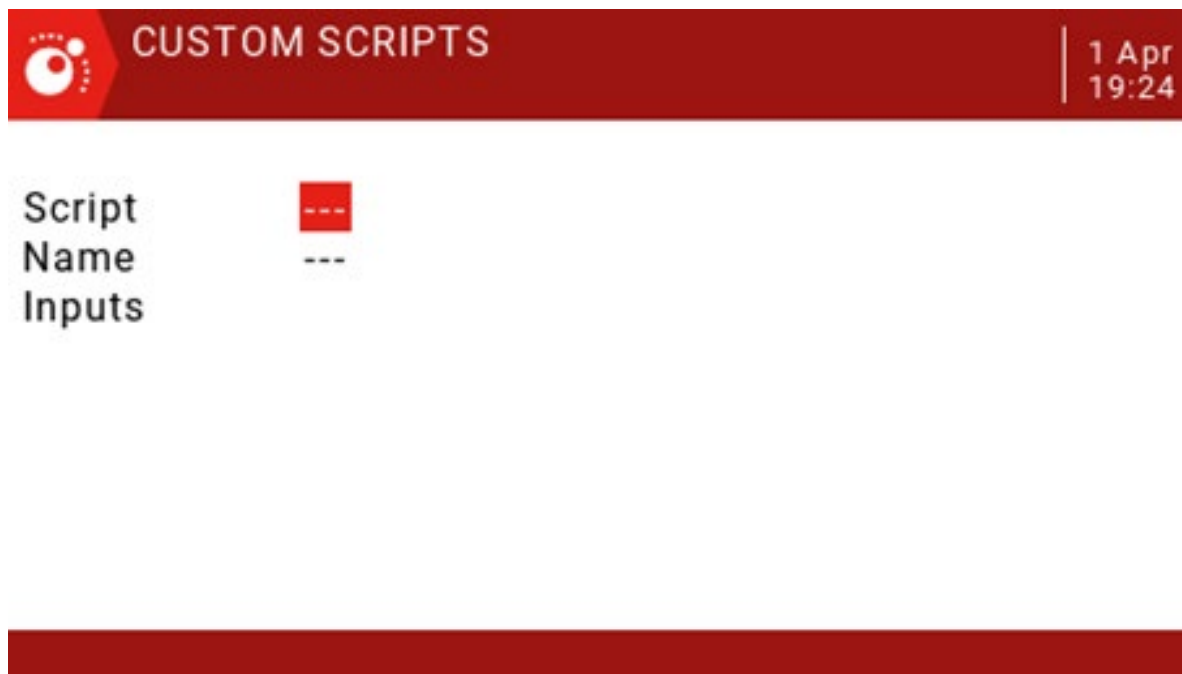 CUSTOM SCRIPTS
1 Apr
19:24
Script ---
Name ---
Inputs